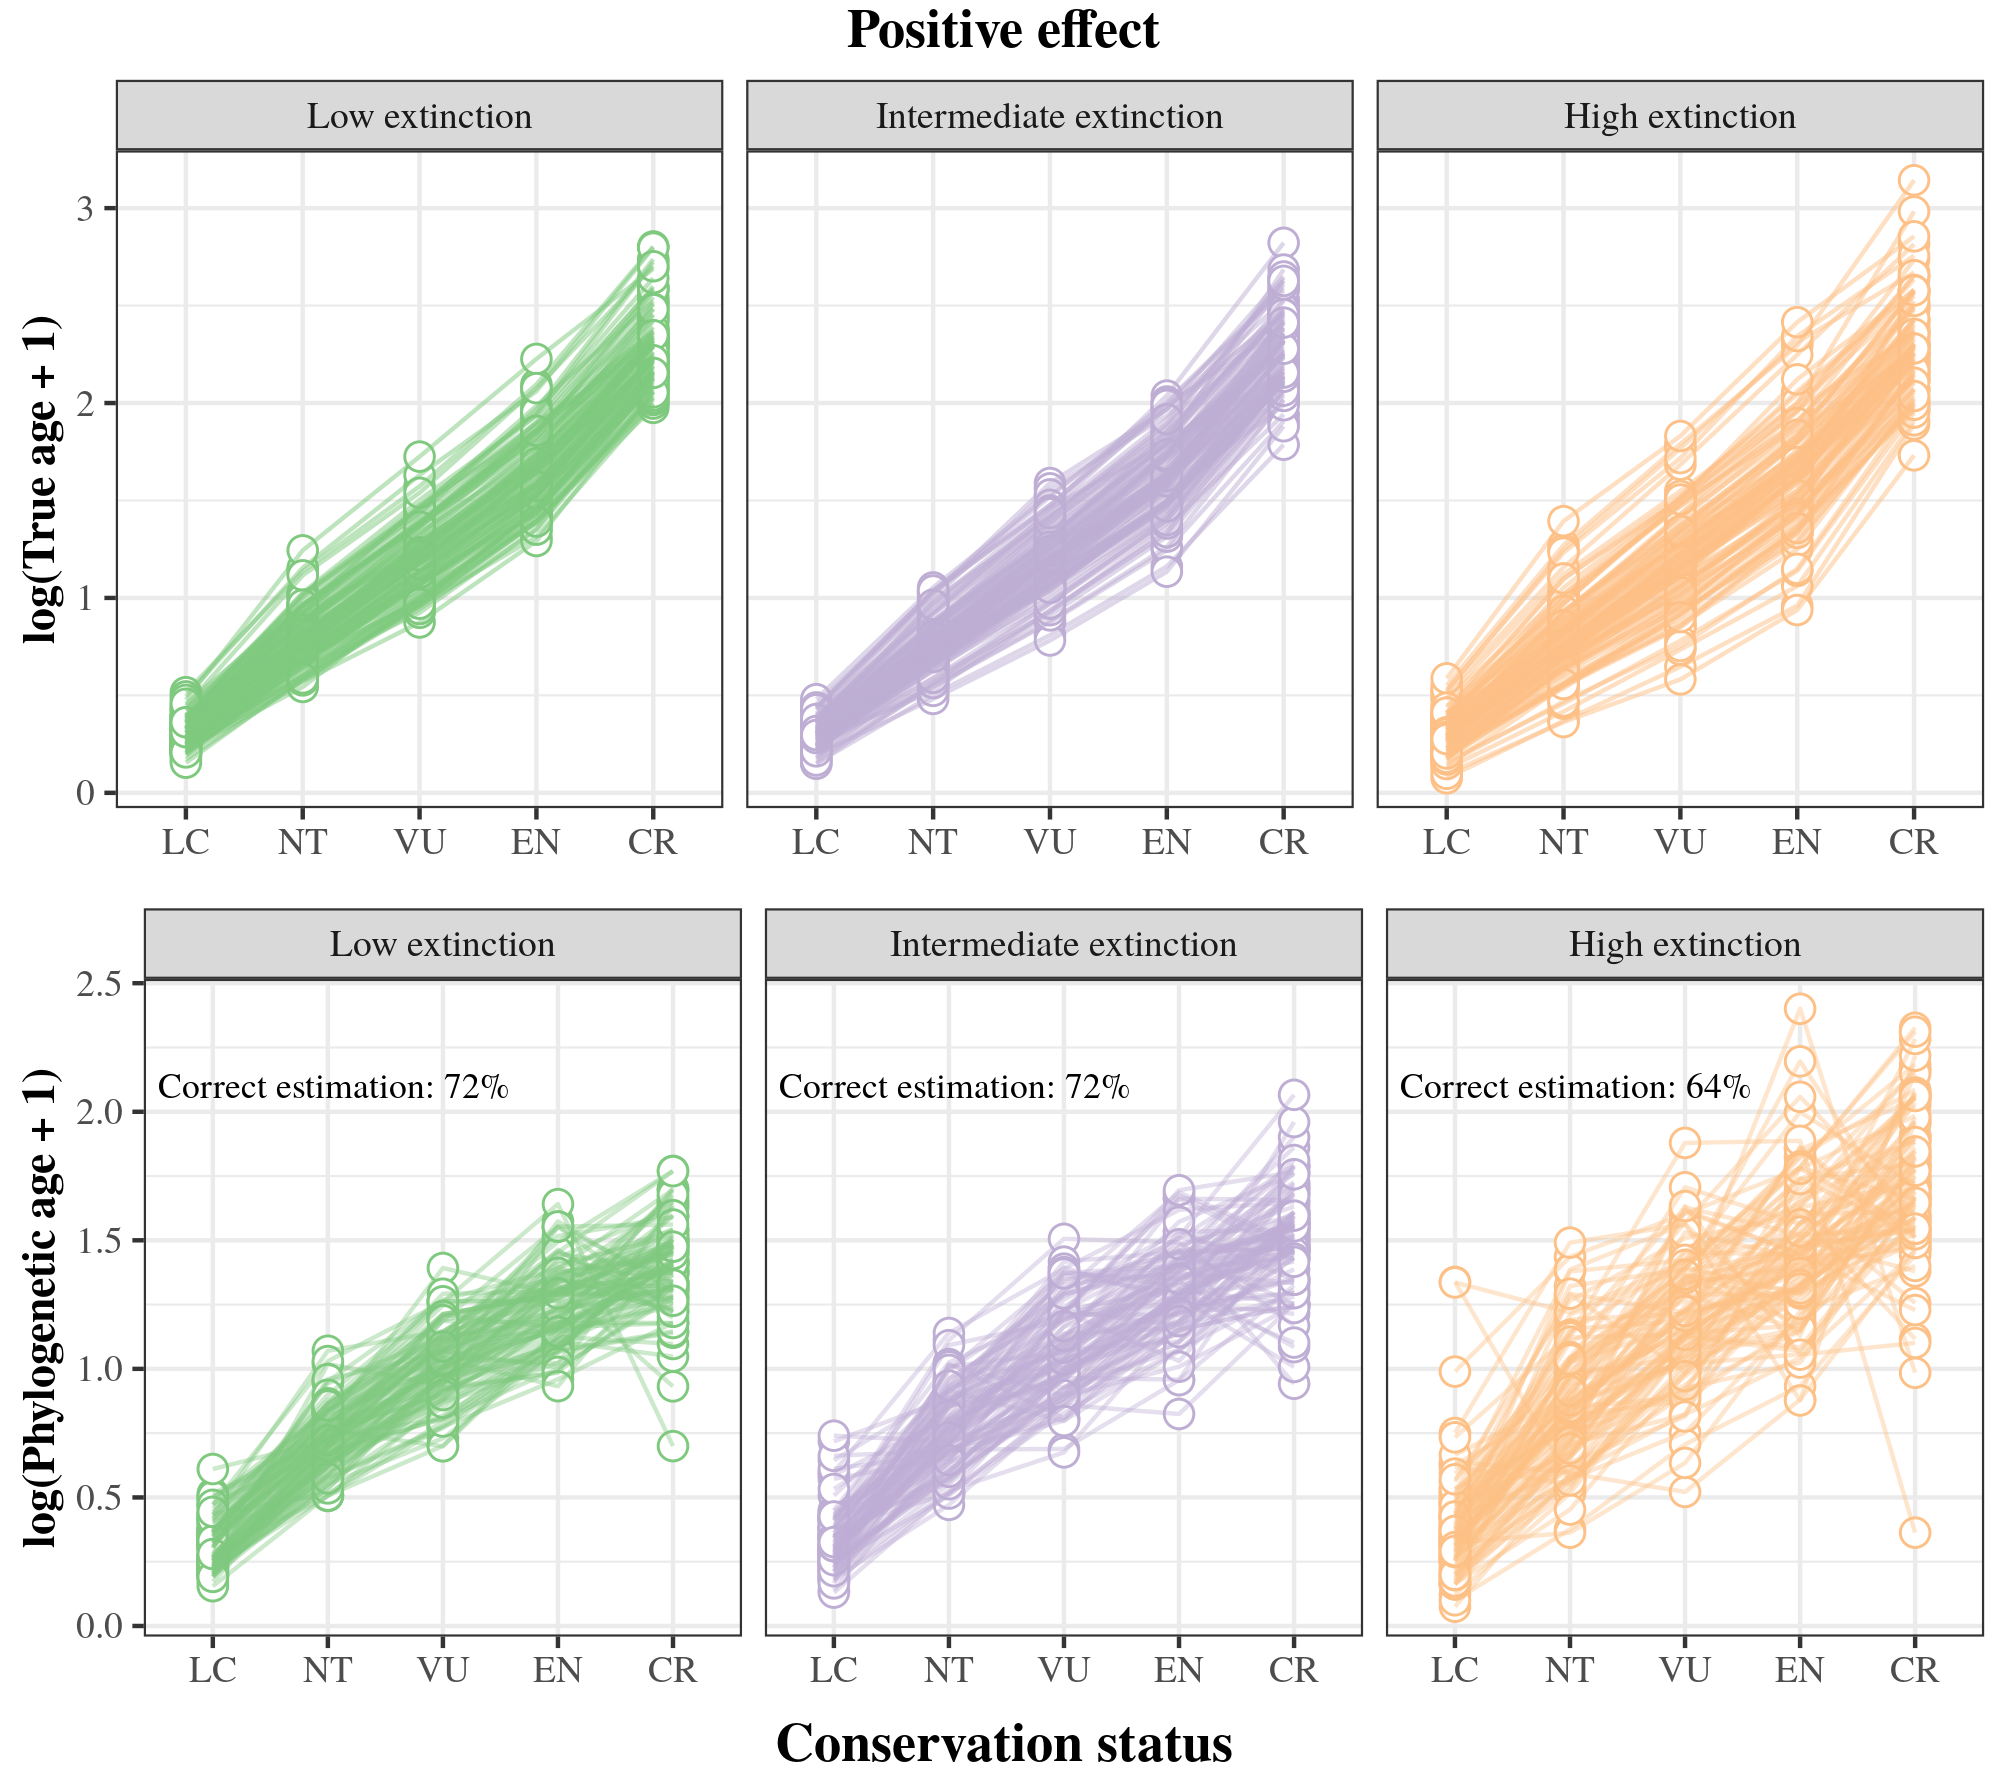 Positive effect
Low extinction Intermediate extinction High extinction
log(True age + 1)
3
2
1
0
LC NT VU EN CR LC NT VU EN CR LC NT VU EN CR
Low extinction Intermediate extinction High extinction
log(Phylogenetic age + 1)
2.5
Correct estimation: 72% Correct estimation: 72% Correct estimation: 64%
2.0
1.5
1.0
0.5
0.0
LC NT VU EN CR LC NT VU EN CR LC NT VU EN CR
Conservation status